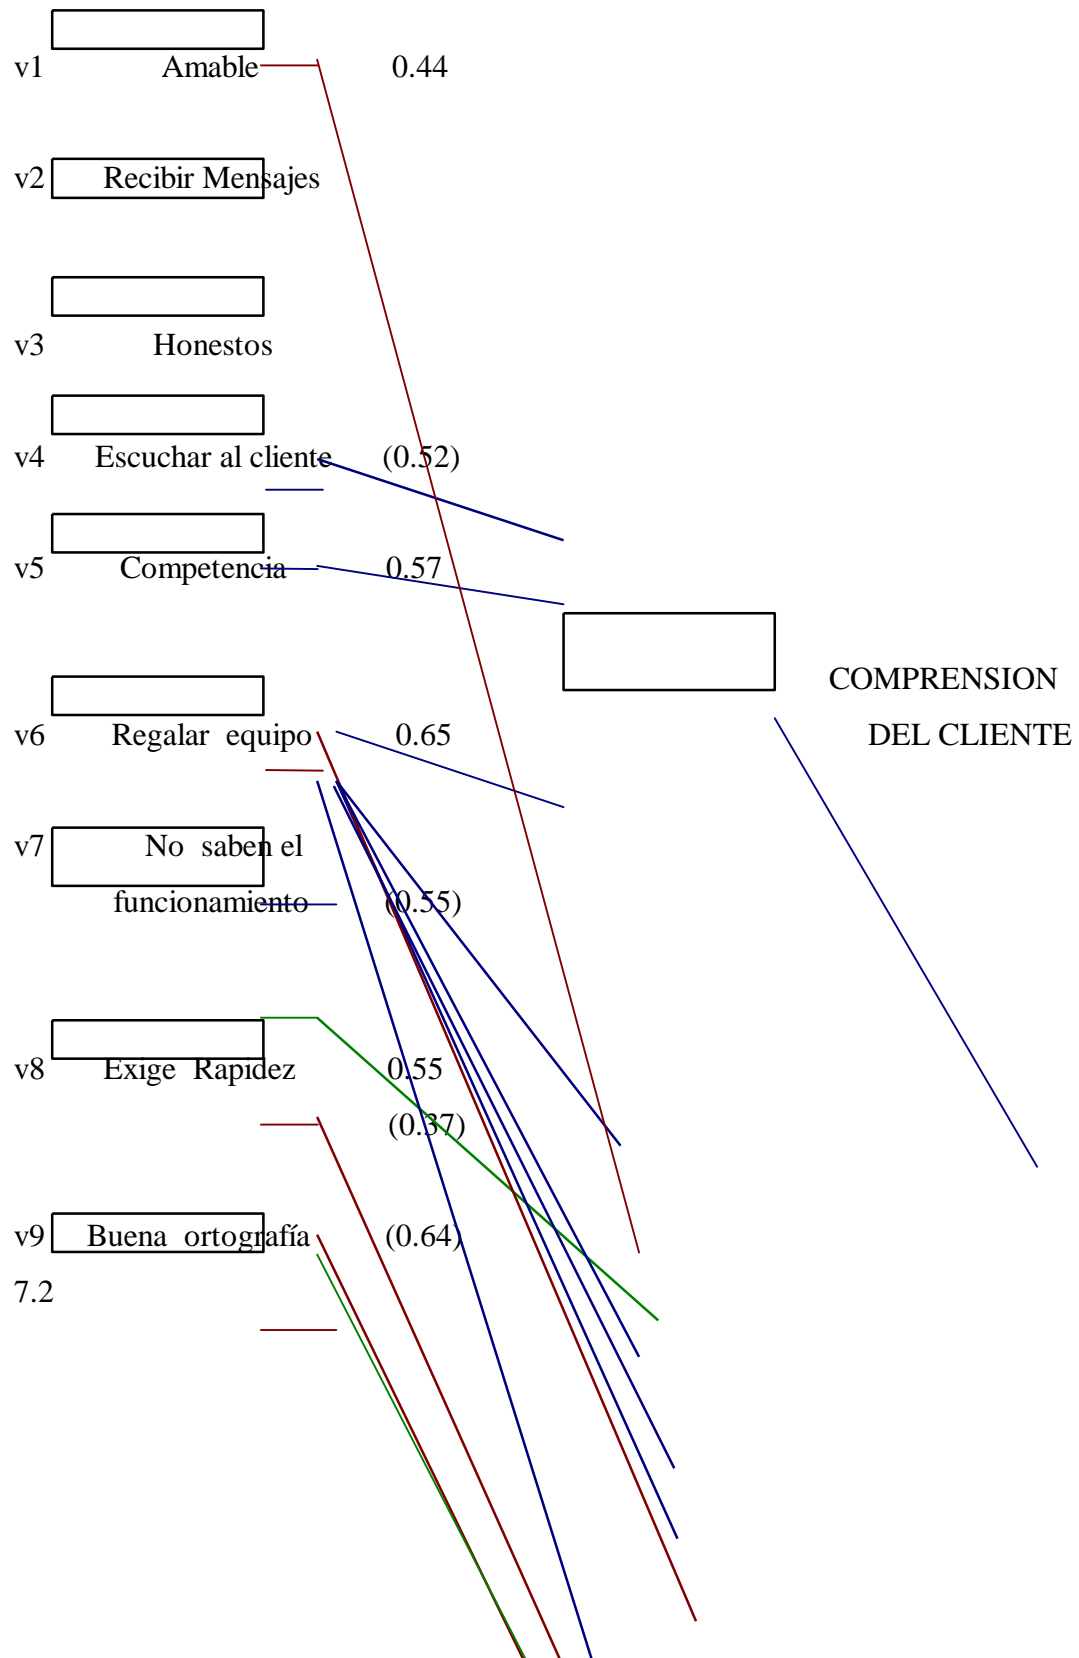 v1 Amable 0.44
v2 Recibir Mensajes
v3 Honestos
v4 Escuchar al cliente (0.52)
v5 Competencia 0.57
COMPRENSION
v6 Regalar equipo 0.65 DEL CLIENTE
v7 No saben el
funcionamiento (0.55)
v8 Exige Rapidez 0.55
(0.37)
v9 Buena ortografía (0.64)
7.2